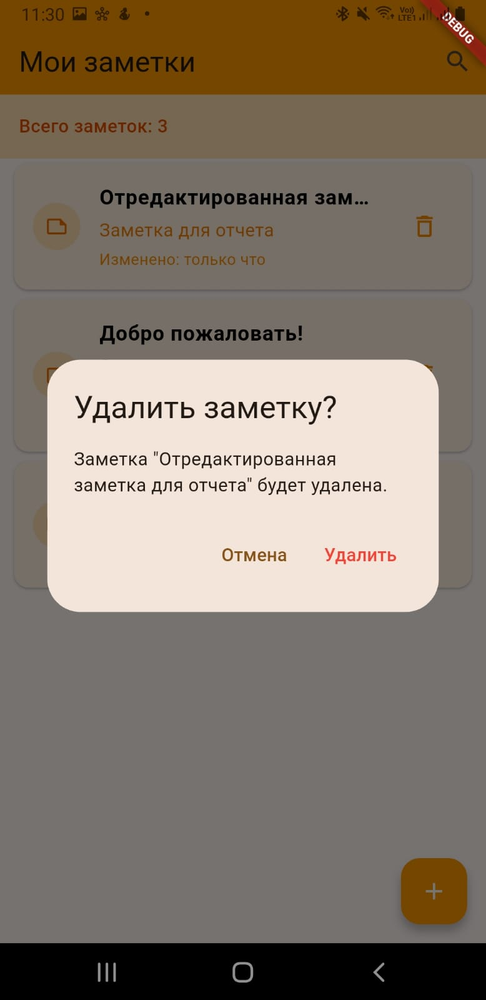 11:30
Vo))
LTE1
DEBUG
Мои заметки
Всего заметок: 3
Отредактированная зам...
Заметка для отчета
Изменено: только что
Добро пожаловать!
Удалить заметку?
Заметка "Отредактированная
заметка для отчета" будет удалена.
Отмена
Удалить